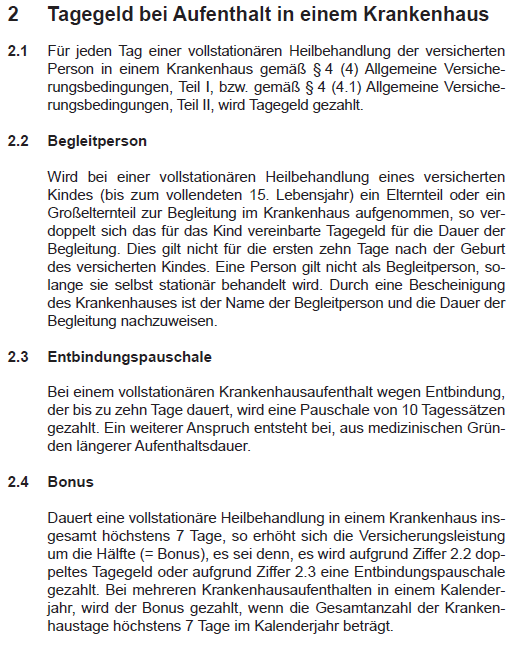 2 Tagegeld bei Aufenthalt in einem Krankenhaus
2.1 Für jeden Tag einer vollstationären Heilbehandlung der versicherten
Person in einem Krankenhaus gemäß § 4 (4) Allgemeine Versiche-
rungsbedingungen, Teil I, bzw. gemäß § 4 (4.1) Allgemeine Versiche-
rungsbedingungen, Teil II, wird Tagegeld gezahlt.
2.2 Begleitperson
Wird bei einer vollstationären Heilbehandlung eines versicherten
Kindes (bis zum vollendeten 15. Lebensjahr) ein Elternteil oder ein
Großelternteil zur Begleitung im Krankenhaus aufgenommen, so ver-
doppelt sich das für das Kind vereinbarte Tagegeld für die Dauer der
Begleitung. Dies gilt nicht für die ersten zehn Tage nach der Geburt
des versicherten Kindes. Eine Person gilt nicht als Begleitperson, so-
lange sie selbst stationär behandelt wird. Durch eine Bescheinigung
des Krankenhauses ist der Name der Begleitperson und die Dauer der
Begleitung nachzuweisen.
2.3 Entbindungspauschale
Bei einem vollstationären Krankenhausaufenthalt wegen Entbindung,
der bis zu zehn Tage dauert, wird eine Pauschale von 10 Tagessätzen
gezahlt. Ein weiterer Anspruch entsteht bei, aus medizinischen Grün-
den längerer Aufenthaltsdauer.
2.4 Bonus
Dauert eine vollstationäre Heilbehandlung in einem Krankenhaus ins-
gesamt höchstens 7 Tage, so erhöht sich die Versicherungsleistung
um die Hälfte (= Bonus), es sei denn, es wird aufgrund Ziffer 2.2 dop-
peltes Tagegeld oder aufgrund Ziffer 2.3 eine Entbindungspauschale
gezahlt. Bei mehreren Krankenhausaufenthalten in einem Kalender-
jahr, wird der Bonus gezahlt, wenn die Gesamtanzahl der Kranken-
haustage höchstens 7 Tage im Kalenderjahr beträgt.